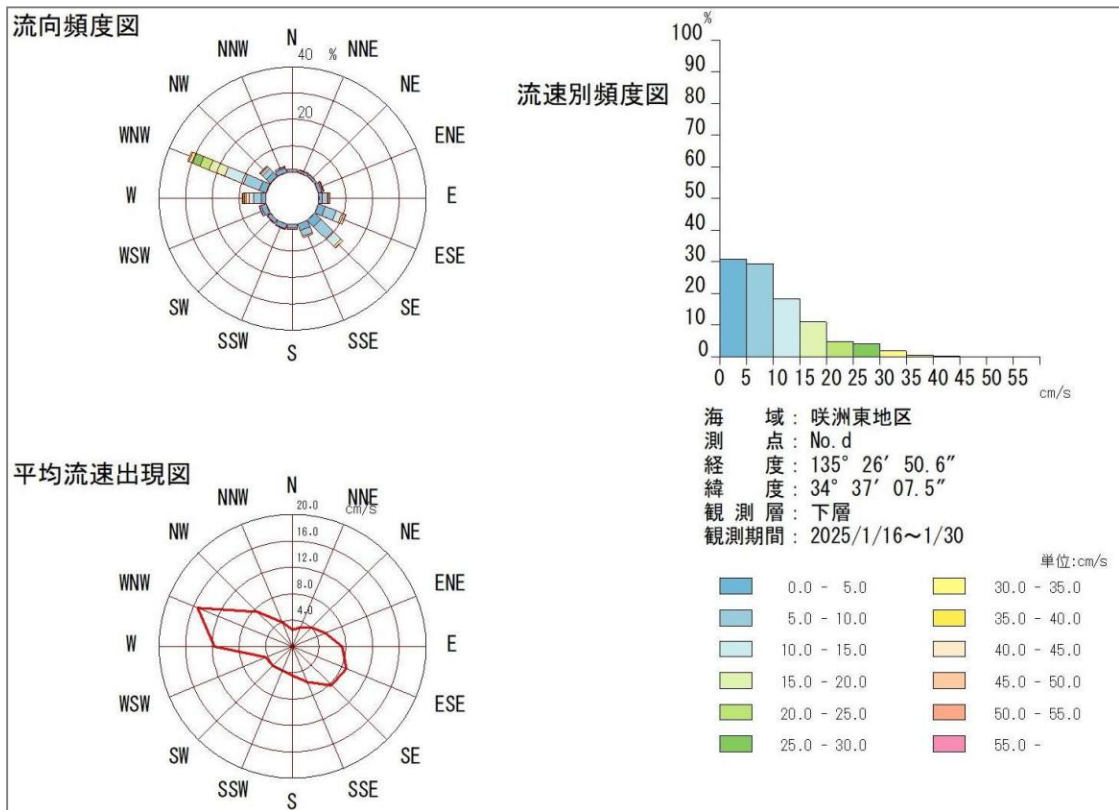 流向頻度図
N
NNE
NE
ENE
E
ESE
SE
SSE
S
SSW
SW
WSW
W
WNW
NW
NNW
40 %
20
流速別頻度図
%
100
90
80
70
60
50
40
30
20
10
0
0 5 10 15 20 25 30 35 40 45 50 55
cm/s
海 域 : 咲洲東地区
測 点 : No.d
経 度 : 135° 26′ 50.6″
緯 度 : 34° 37′ 07.5″
観 測 層 : 下層
観測期間 : 2025/1/16～1/30
平均流速出現図
N
NNE
NE
ENE
E
ESE
SE
SSE
S
SSW
SW
WSW
W
WNW
NW
NNW
20.0
cm/s
16.0
12.0
8.0
4.0
単位:cm/s
0.0 - 5.0
5.0 - 10.0
10.0 - 15.0
15.0 - 20.0
20.0 - 25.0
25.0 - 30.0
30.0 - 35.0
35.0 - 40.0
40.0 - 45.0
45.0 - 50.0
50.0 - 55.0
55.0 -